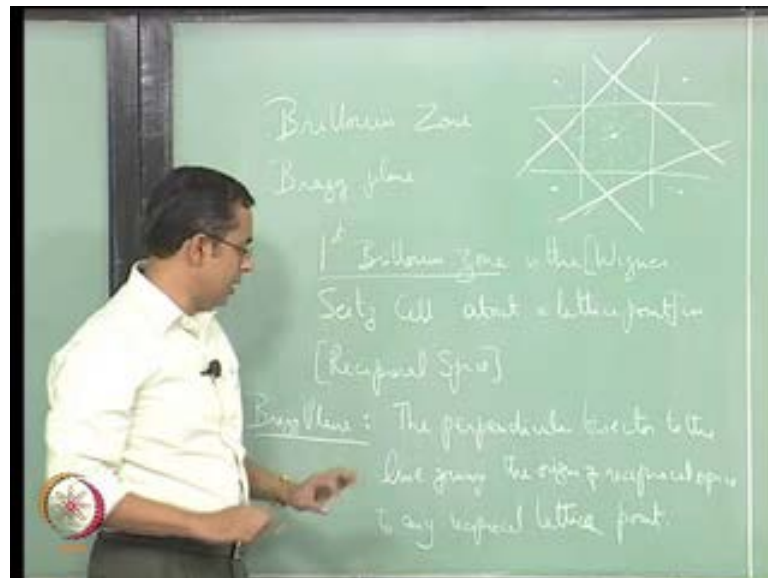 Brillouin Zone
Bragg plane
1st Brillouin Zone is the [Wigner
Seitz Cell about a lattice point] in
[Reciprocal Space]
Bragg Plane : The perpendicular bisector to the
line joining the origin of reciprocal space
to any reciprocal lattice point.